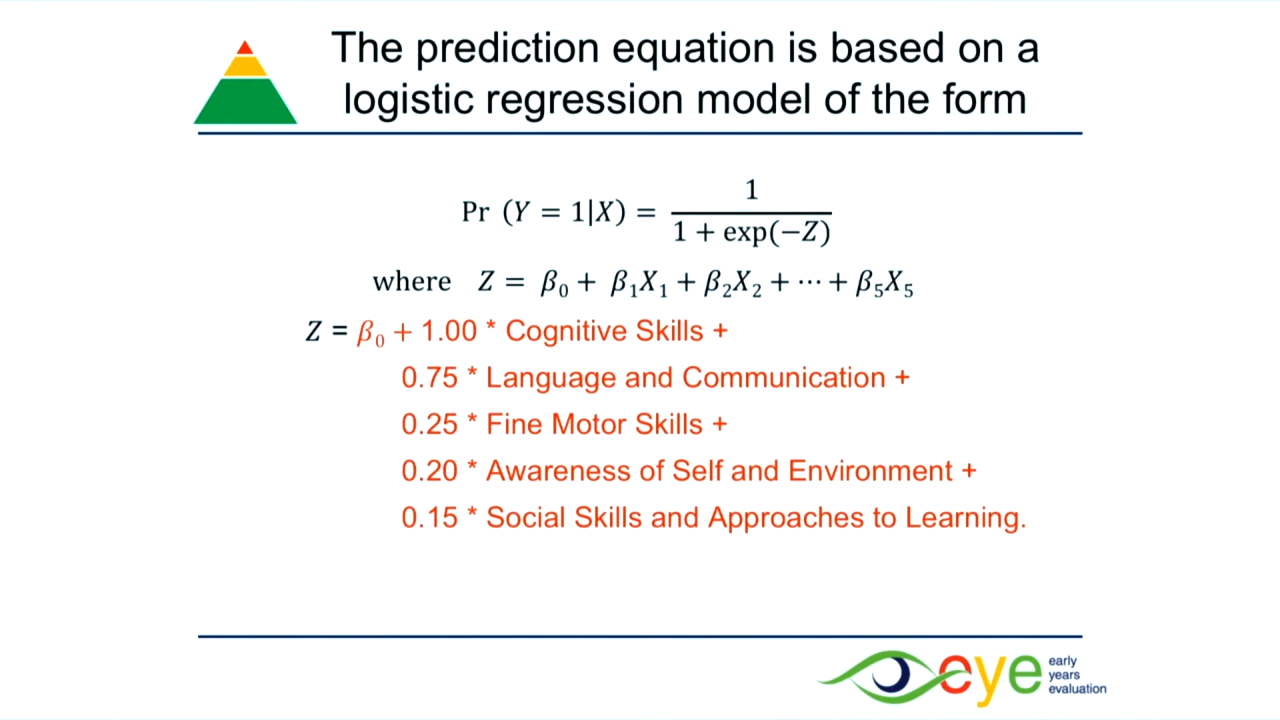 The prediction equation is based on a
logistic regression model of the form
Pr (Y = 1|X) = 1 / (1 + exp(−Z))
where Z = β₀ + β₁X₁ + β₂X₂ + ⋯ + β₅X₅
Z = β₀ + 1.00 * Cognitive Skills +
0.75 * Language and Communication +
0.25 * Fine Motor Skills +
0.20 * Awareness of Self and Environment +
0.15 * Social Skills and Approaches to Learning.
eye
early
years
evaluation